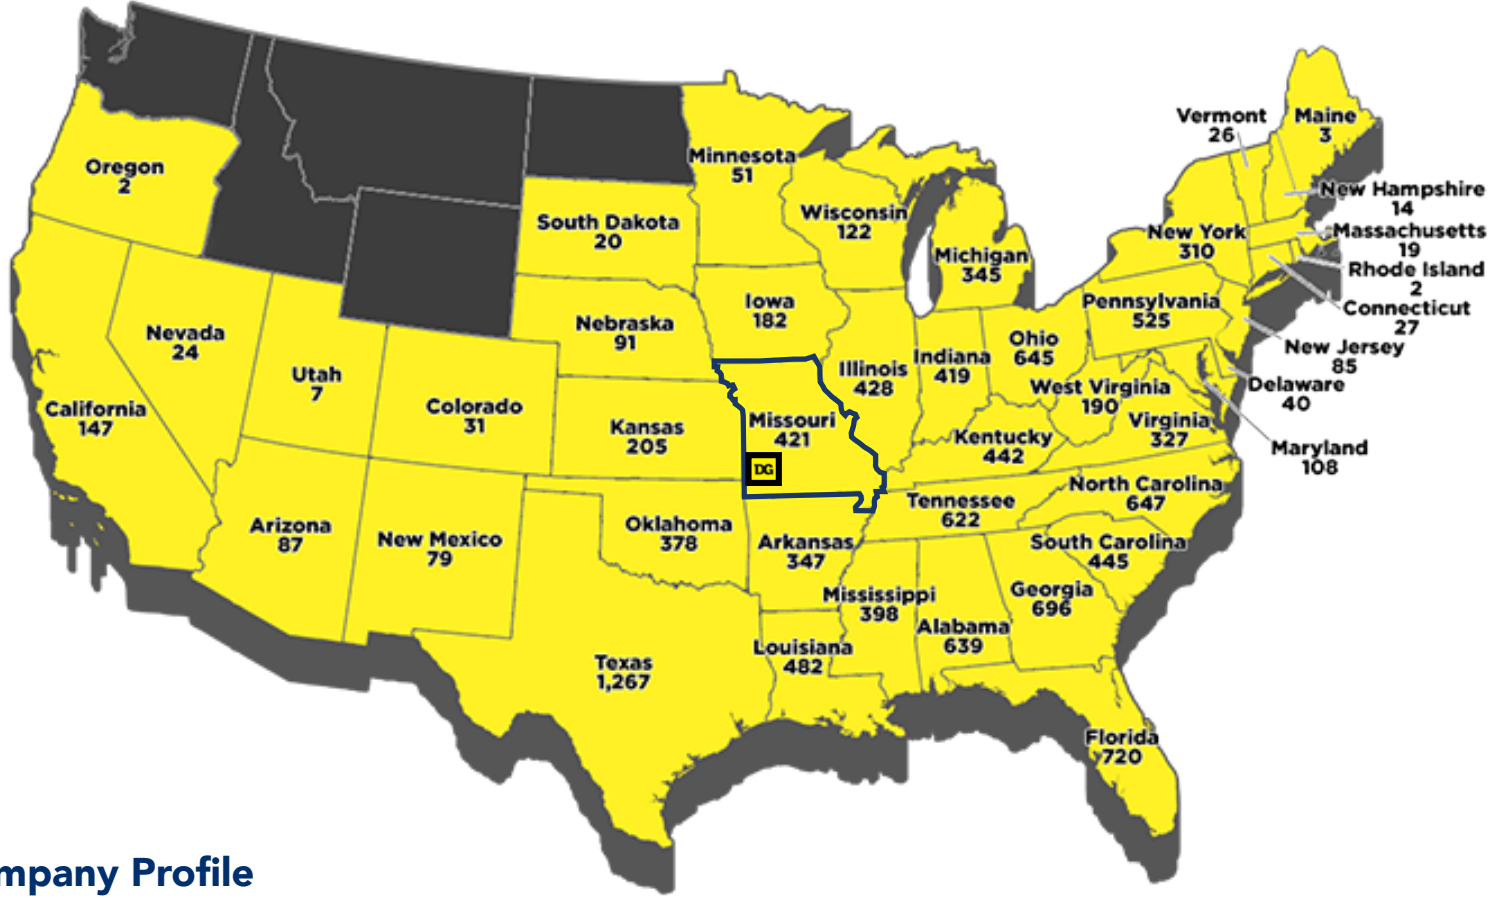 Vermont
26
Maine
3
Oregon
2
Minnesota
51
New Hampshire
14
South Dakota
20
Wisconsin
122
New York
310
Massachusetts
19
Michigan
345
Rhode Island
2
Connecticut
27
Iowa
182
Pennsylvania
525
Nebraska
91
Nevada
24
Ohio
645
New Jersey
85
Indiana
419
Illinois
428
Utah
7
West Virginia
190
Delaware
40
California
147
Colorado
31
Kansas
205
Missouri
421
Virginia
327
Kentucky
442
Maryland
108
DG
North Carolina
647
Tennessee
622
Arizona
87
New Mexico
79
Oklahoma
378
Arkansas
347
South Carolina
445
Mississippi
398
Georgia
696
Alabama
639
Louisiana
482
Texas
1,267
Florida
720
mpany Profile